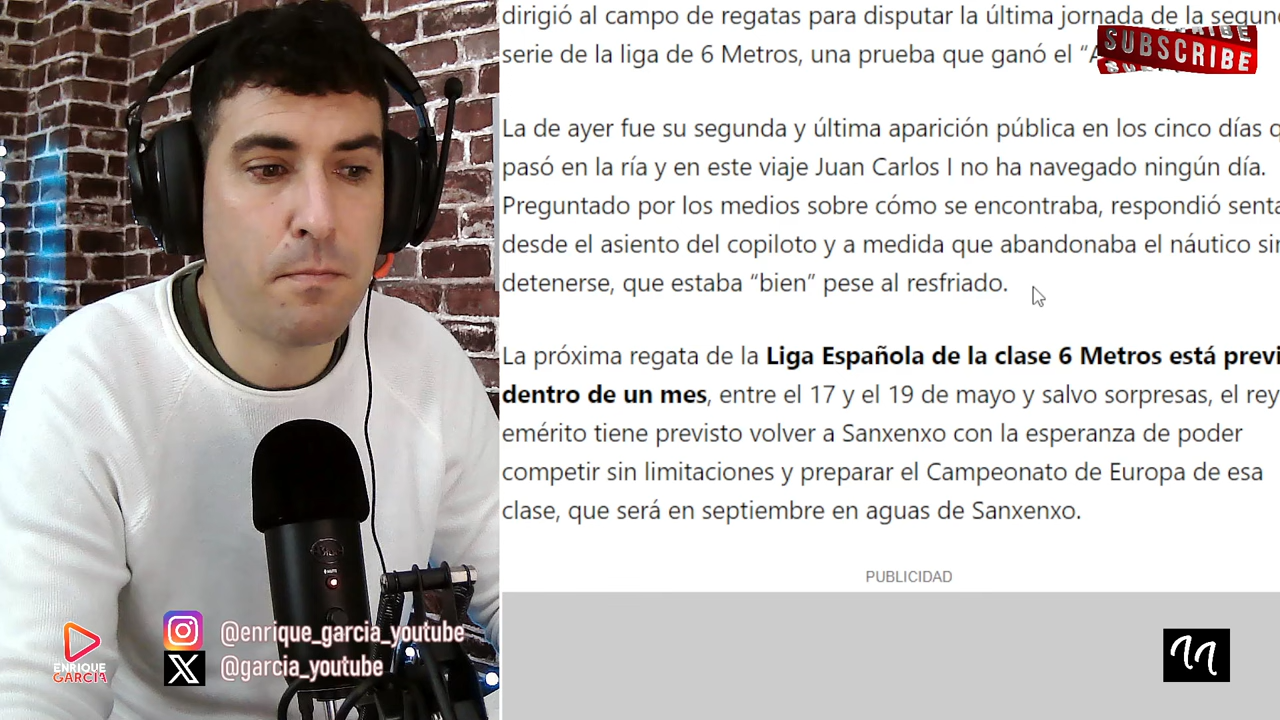 dirigió al campo de regatas para disputar la última jornada de la
serie de la liga de 6 Metros, una prueba que ganó el
SUBSCRIBE
La de ayer fue su segunda y última aparición pública en los cinco días
pasó en la ría y en este viaje Juan Carlos I no ha navegado ningún día.
Preguntado por los medios sobre cómo se encontraba, respondió
desde el asiento del copiloto y a medida que abandonaba el náutico
detenerse, que estaba “bien” pese al resfriado.
La próxima regata de la Liga Española de la clase 6 Metros está
dentro de un mes, entre el 17 y el 19 de mayo y salvo sorpresas, el rey
emérito tiene previsto volver a Sanxenxo con la esperanza de poder
competir sin limitaciones y preparar el Campeonato de Europa de esa
clase, que será en septiembre en aguas de Sanxenxo.
PUBLICIDAD
@enrique_garcia_youtube
@garcia_youtube
ENRIQUE
GARCIA